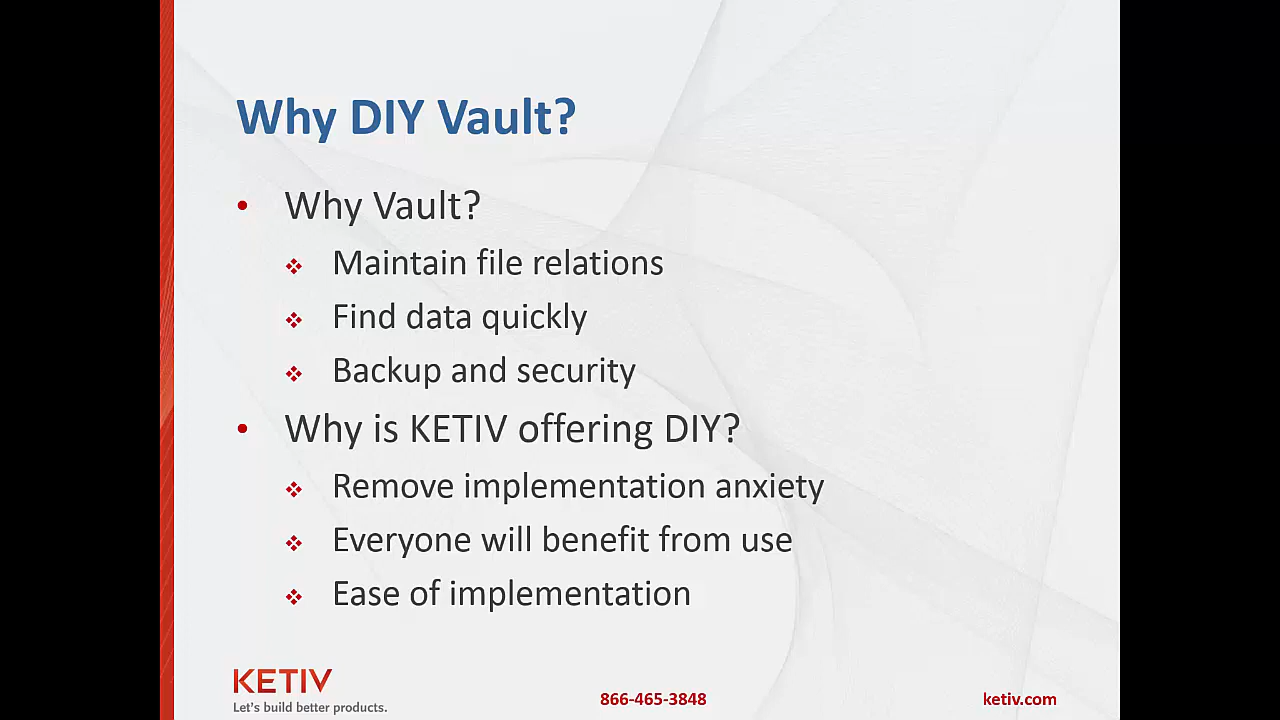 Why DIY Vault?
• Why Vault?
❖ Maintain file relations
❖ Find data quickly
❖ Backup and security
• Why is KETIV offering DIY?
❖ Remove implementation anxiety
❖ Everyone will benefit from use
❖ Ease of implementation
KETIV
Let's build better products.
866-465-3848
ketiv.com